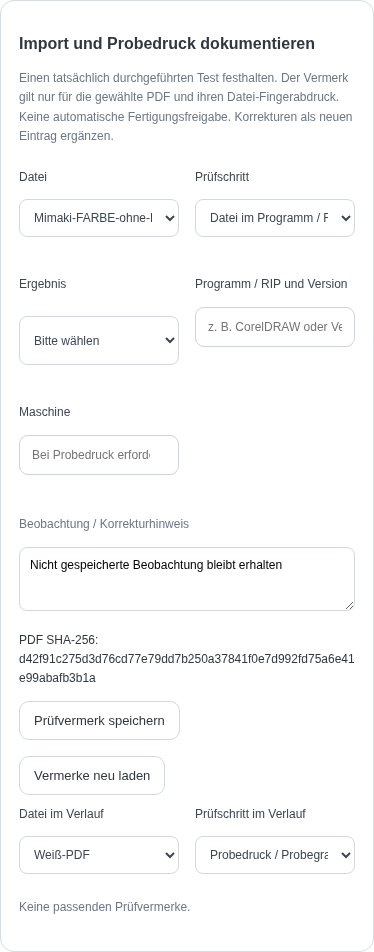 Import und Probedruck dokumentieren
Einen tatsächlich durchgeführten Test festhalten. Der Vermerk
gilt nur für die gewählte PDF und ihren Datei-Fingerabdruck.
Keine automatische Fertigungsfreigabe. Korrekturen als neuen
Eintrag ergänzen.
Datei
Prüfschritt
Mimaki-FARBE-ohne-
Datei im Programm /
Ergebnis
Programm / RIP und Version
Bitte wählen
z. B. CorelDRAW oder Ve
Maschine
Bei Probedruck erforde
Beobachtung / Korrekturhinweis
Nicht gespeicherte Beobachtung bleibt erhalten
PDF SHA-256:
d42f91c275d3d76cd77e79dd7b250a37841f0e7d992fd75a6e41
e99abafb3b1a
Prüfvermerk speichern
Vermerke neu laden
Datei im Verlauf
Prüfschritt im Verlauf
Weiß-PDF
Probedruck / Probegra
Keine passenden Prüfvermerke.